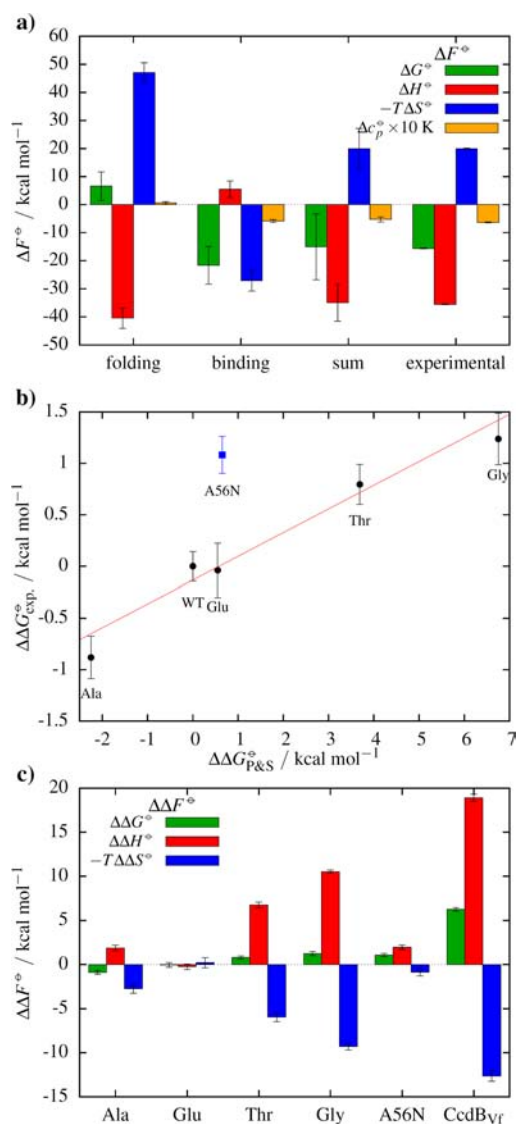 a)
ΔF⦵
ΔG⦵
ΔH⦵
−TΔS⦵
Δc_p⦵ × 10 K
60
50
40
30
20
10
0
-10
-20
-30
-40
-50
ΔF⦵ / kcal mol⁻¹
folding binding sum experimental
b)
1.5
1
0.5
0
-0.5
-1
-1.5
ΔΔG⦵exp. / kcal mol⁻¹
A56N
Gly
Thr
WT Glu
Ala
-2 -1 0 1 2 3 4 5 6 7
ΔΔG⦵P&S / kcal mol⁻¹
c)
ΔΔF⦵
ΔΔG⦵
ΔΔH⦵
−TΔΔS⦵
20
15
10
5
0
-5
-10
-15
ΔΔF⦵ / kcal mol⁻¹
Ala Glu Thr Gly A56N CcdBVf